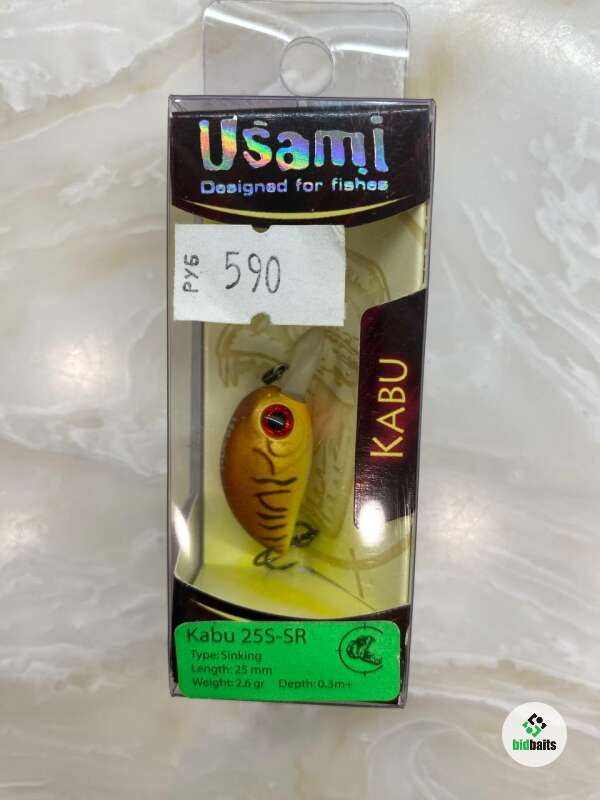 Usami
Designed for fishes
РУБ 590
KABU
Kabu 25S-SR
Type: Sinking
Length: 25 mm
Weight: 2.6 gr Depth: 0.3m+
bidbaits